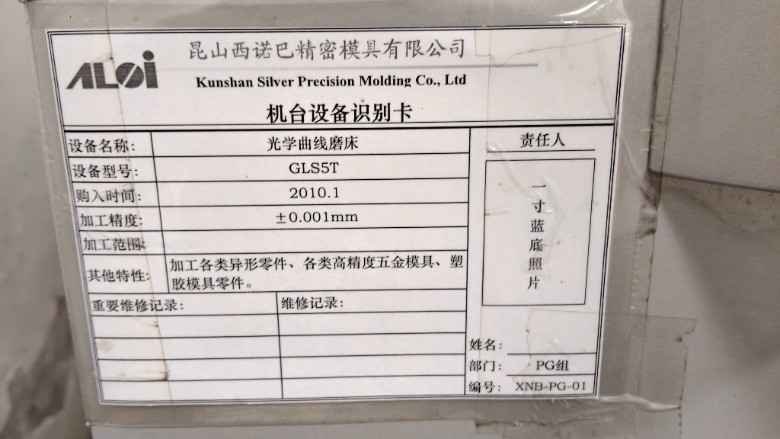 ALOi
昆山西诺巴精密模具有限公司
Kunshan Silver Precision Molding Co., Ltd
机台设备识别卡
设备名称: 光学曲线磨床
设备型号: GLS5T
购入时间: 2010.1
加工精度: ±0.001mm
加工范围:
其他特性: 加工各类异形零件、各类高精度五金模具、塑
胶模具零件。
重要维修记录: 维修记录:
责任人
一寸蓝底照片
姓名:
部门: PG组
编号: XNB-PG-01